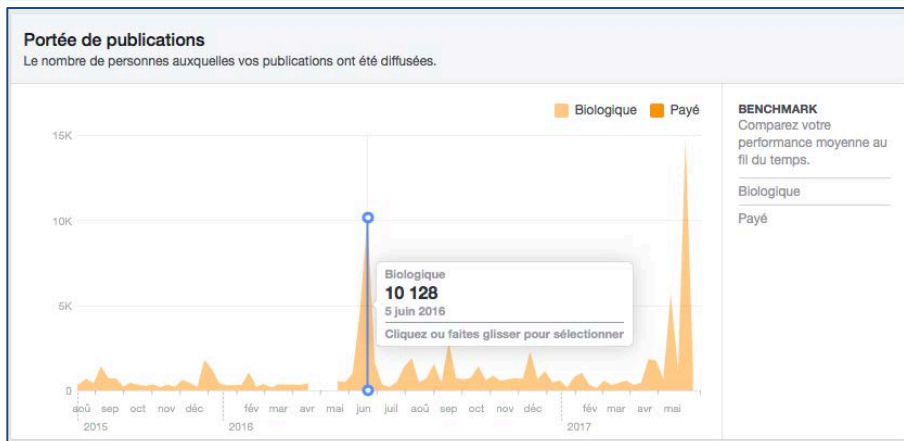 Portée de publications
Le nombre de personnes auxquelles vos publications ont été diffusées.
Biologique Payé
15K
10K
5K
0
Biologique
10 128
5 juin 2016
Cliquez ou faites glisser pour sélectionner
aoû sep oct nov déc fév mar avr mai jun juil aoû sep oct nov déc fév mar avr mai
2015 2016 2017
BENCHMARK
Comparez votre
performance moyenne au
fil du temps.
Biologique
Payé